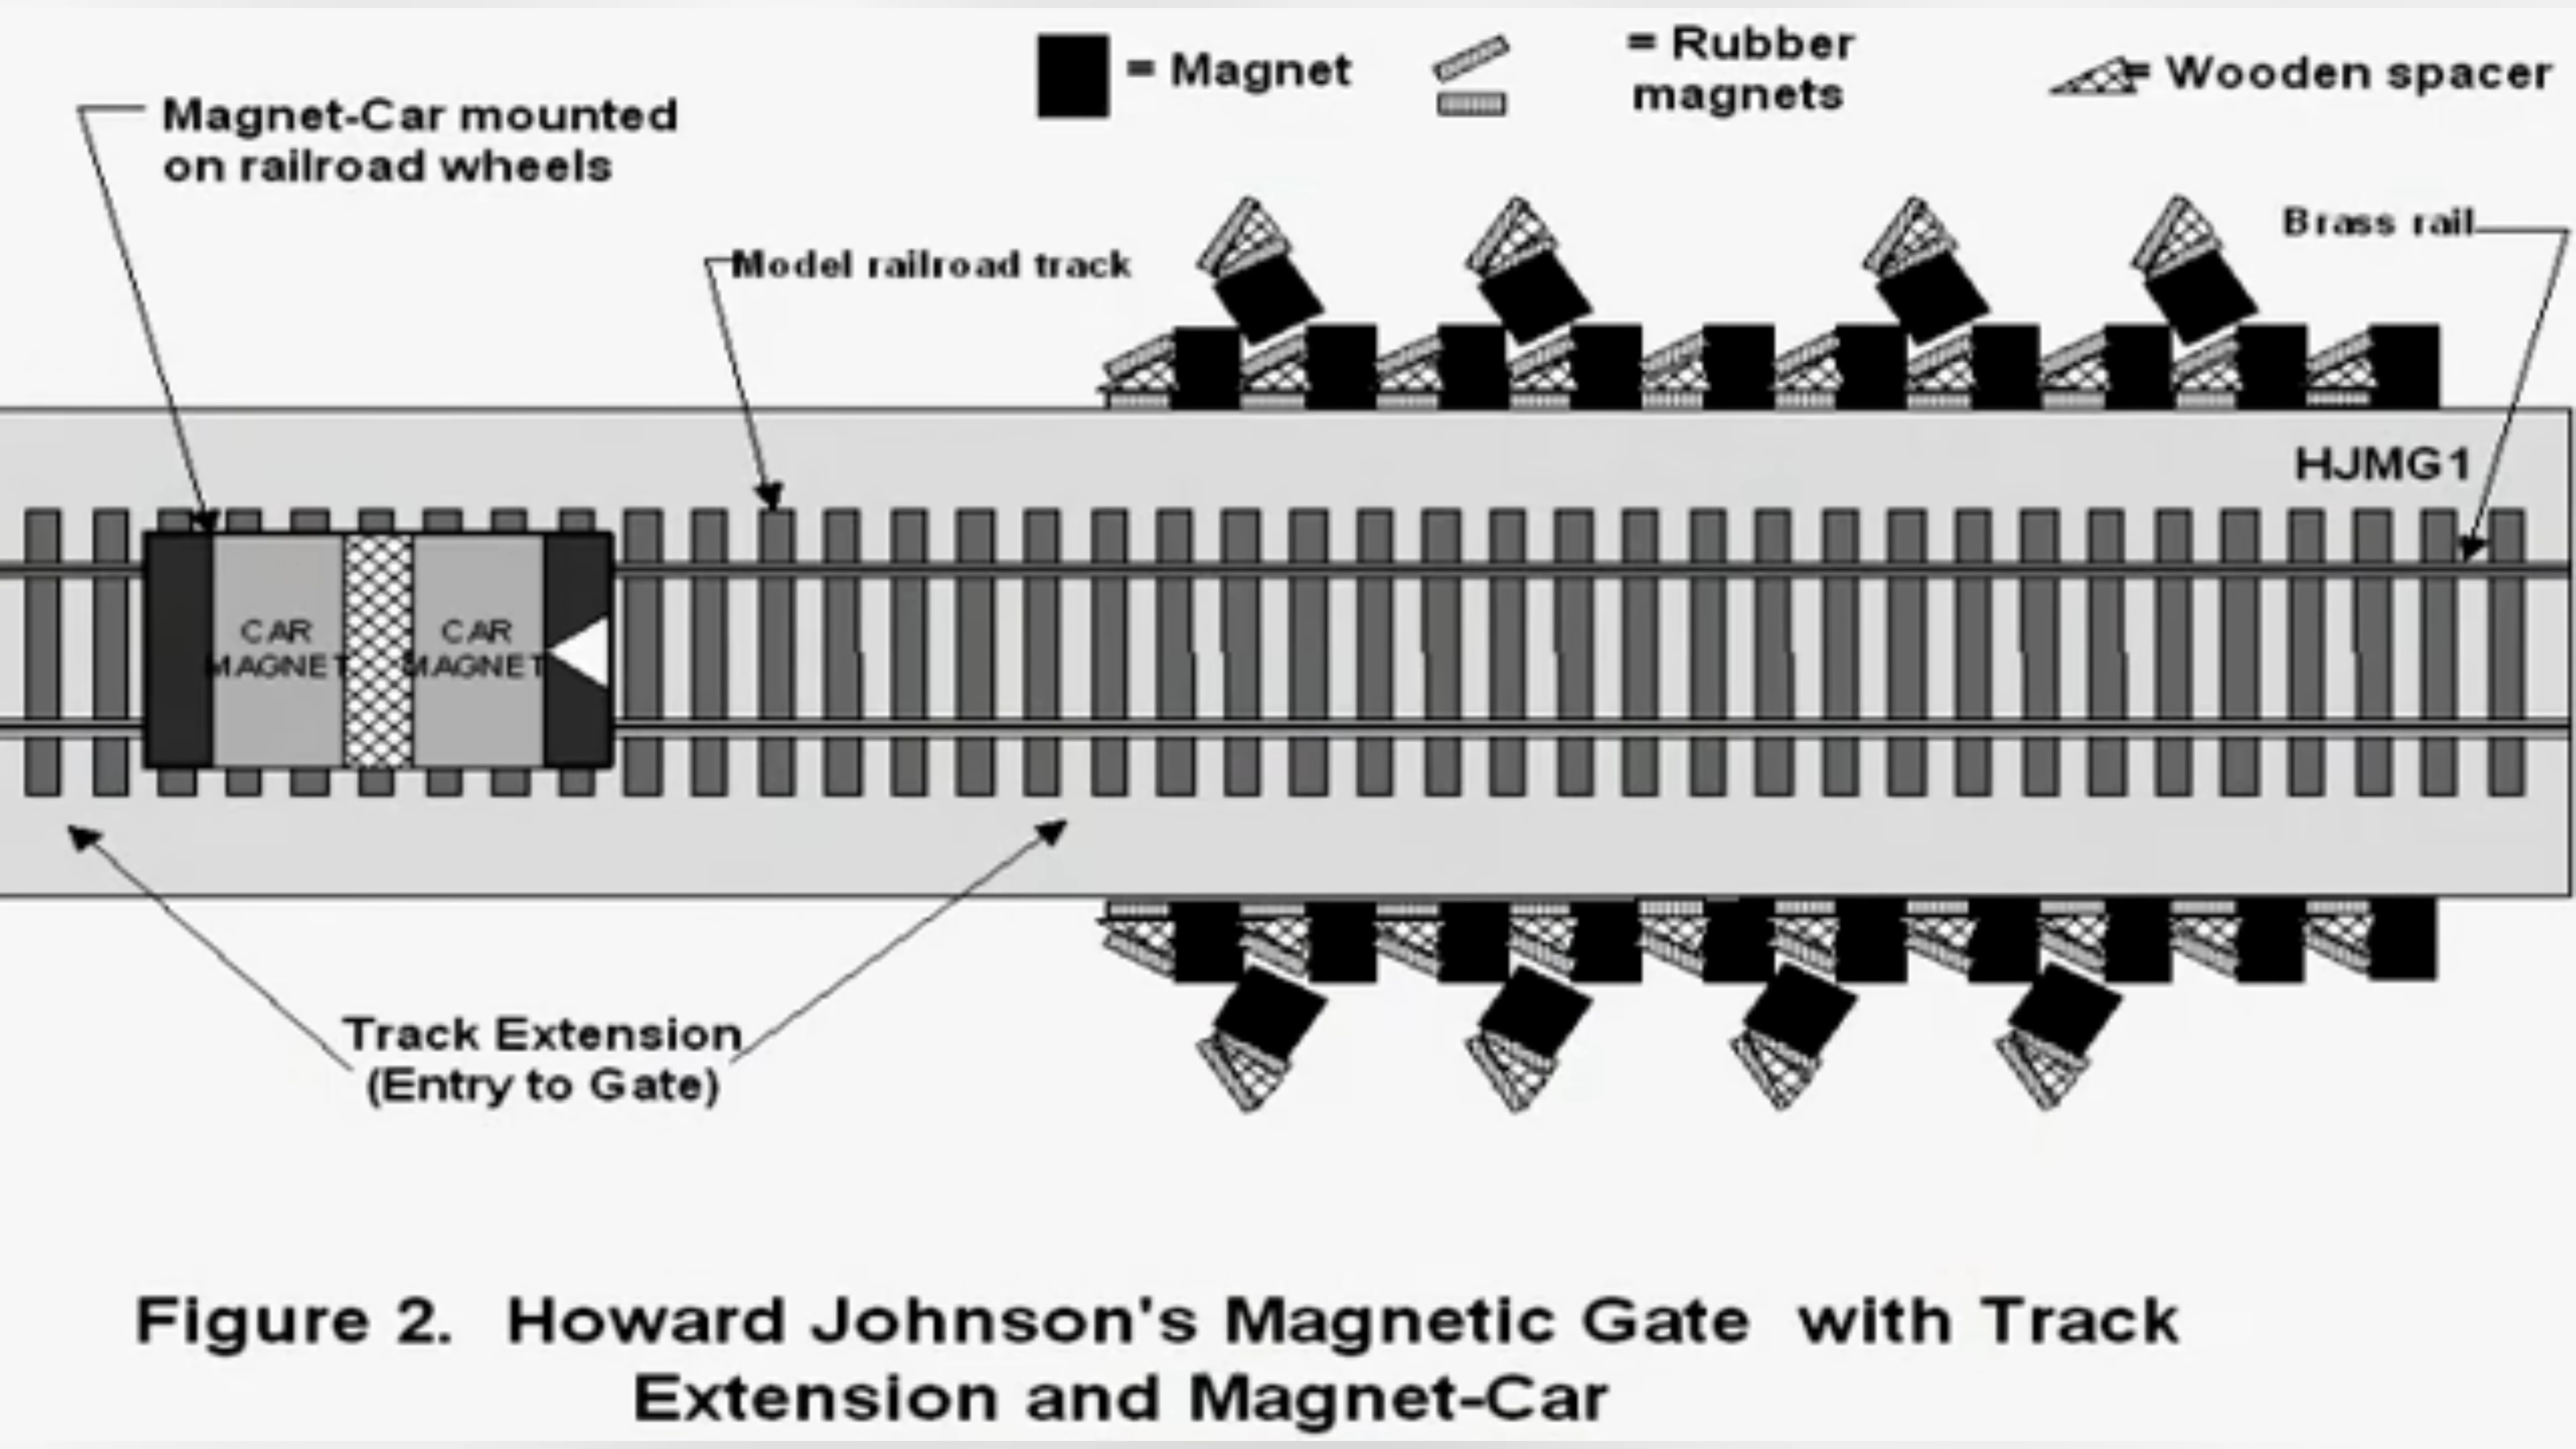 = Magnet
= Rubber
magnets
= Wooden spacer
Magnet-Car mounted
on railroad wheels
Model railroad track
Brass rail
HJMG1
CAR
MAGNET
CAR
MAGNET
Track Extension
(Entry to Gate)
Figure 2. Howard Johnson's Magnetic Gate with Track
Extension and Magnet-Car